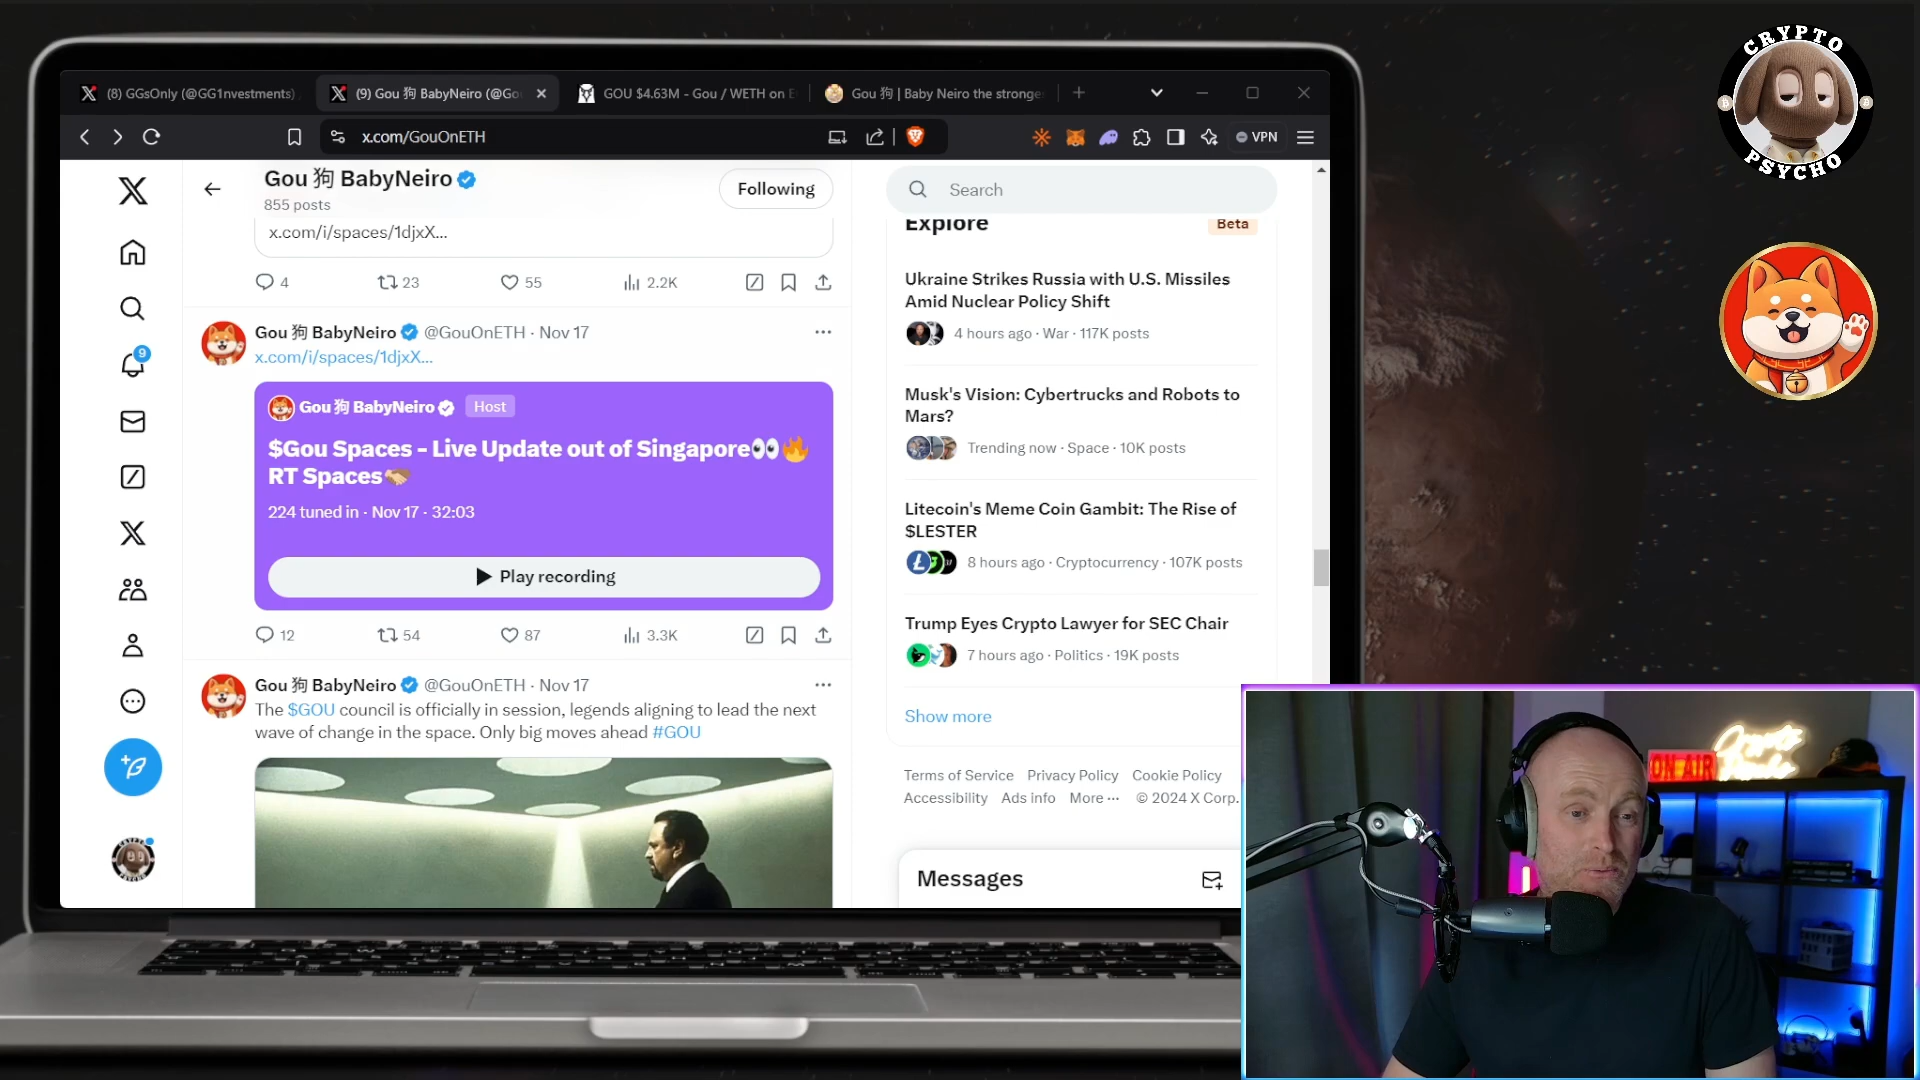 (8) GGsOnly (@GG1nvestments)
(9) Gou 狗 BabyNeiro (@Go
GOU $4.63M - Gou / WETH on E
Gou 狗 | Baby Neiro the stronge
x.com/GouOnETH
VPN
Gou 狗 BabyNeiro
855 posts
Following
Search
x.com/i/spaces/1djxX...
4
23
55
2.2K
Gou 狗 BabyNeiro @GouOnETH · Nov 17
x.com/i/spaces/1djxX...
Gou 狗 BabyNeiro Host
$Gou Spaces - Live Update out of Singapore👀🔥
RT Spaces🤝
224 tuned in · Nov 17 · 32:03
Play recording
12
54
87
3.3K
Gou 狗 BabyNeiro @GouOnETH · Nov 17
The $GOU council is officially in session, legends aligning to lead the next
wave of change in the space. Only big moves ahead #GOU
9
Explore
Beta
Ukraine Strikes Russia with U.S. Missiles
Amid Nuclear Policy Shift
4 hours ago · War · 117K posts
Musk's Vision: Cybertrucks and Robots to
Mars?
Trending now · Space · 10K posts
Litecoin's Meme Coin Gambit: The Rise of
$LESTER
8 hours ago · Cryptocurrency · 107K posts
Trump Eyes Crypto Lawyer for SEC Chair
7 hours ago · Politics · 19K posts
Show more
Terms of Service Privacy Policy Cookie Policy
Accessibility Ads info More ··· © 2024 X Corp.
Messages
CRYPTO
PSYCHO
ON AIR